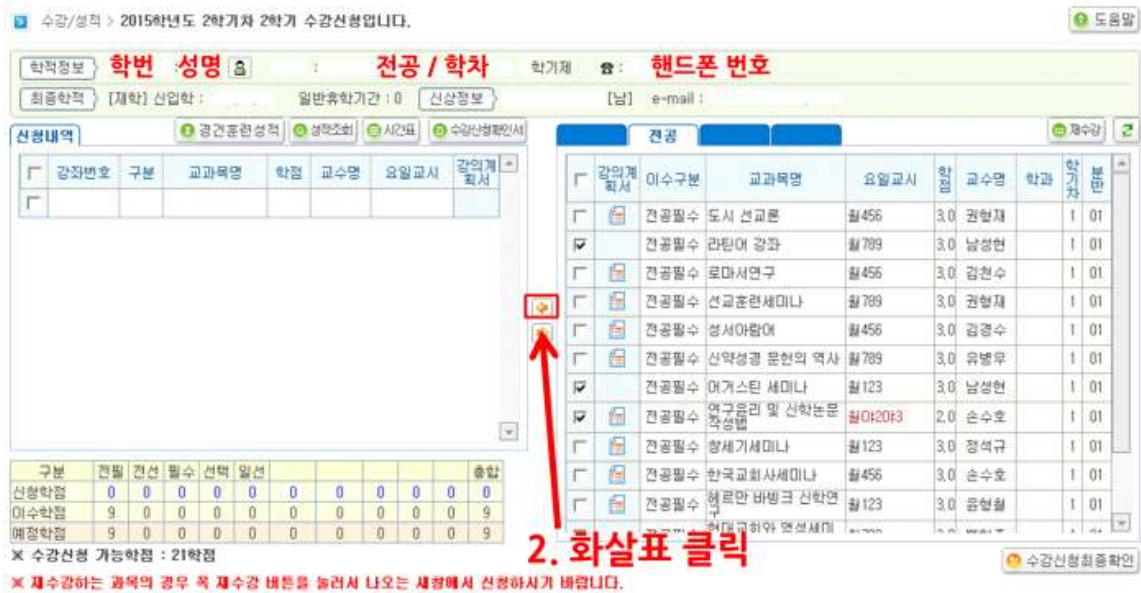 수강/성적 > 2015학년도 2학기차 2학기 수강신청입니다. 도움말
학적정보 학번 : 성명 : 전공 / 학차 학기제 ☎ : 핸드폰 번호
최종학적 [재학] 신입학 : 일반휴학기간 : 0 신상정보 [남] e-mail :
신청내역 경건훈련성적 성적조회 시간표 수강신청확인서
강좌번호 구분 교과목명 학점 교수명 요일교시 강의계획서
전공 재수강
강의계획서 이수구분 교과목명 요일교시 학점 교수명 학과 학기차 분반
전공필수 도시 선교론 월456 3,0 권형재 1 01
전공필수 라틴어 강좌 월789 3,0 남성현 1 01
전공필수 로마서연구 월456 3,0 김천수 1 01
전공필수 선교훈련세미나 월789 3,0 권형재 1 01
전공필수 성서아람어 월456 3,0 김경수 1 01
전공필수 신약성경 문헌의 역사 월789 3,0 유병우 1 01
전공필수 어거스틴 세미나 월123 3,0 남성현 1 01
전공필수 연구윤리 및 신학논문작성법 월야2야3 2,0 손수호 1 01
전공필수 창세기세미나 월123 3,0 정석규 1 01
전공필수 한국교회사세미나 월456 3,0 손수호 1 01
전공필수 헤르만 바빙크 신학연구 월123 3,0 윤형철 1 01
현대교회와 영성세미
구분 전필 전선 필수 선택 일선 총합
신청학점 0 0 0 0 0 0 0 0 0 0 0
이수학점 9 0 0 0 0 0 0 0 0 0 9
예정학점 9 0 0 0 0 0 0 0 0 0 9
2. 화살표 클릭
※ 수강신청 가능학점 : 21학점
수강신청최종확인
※ 재수강하는 과목의 경우 꼭 재수강 버튼을 눌러서 나오는 새창에서 신청하시기 바랍니다.